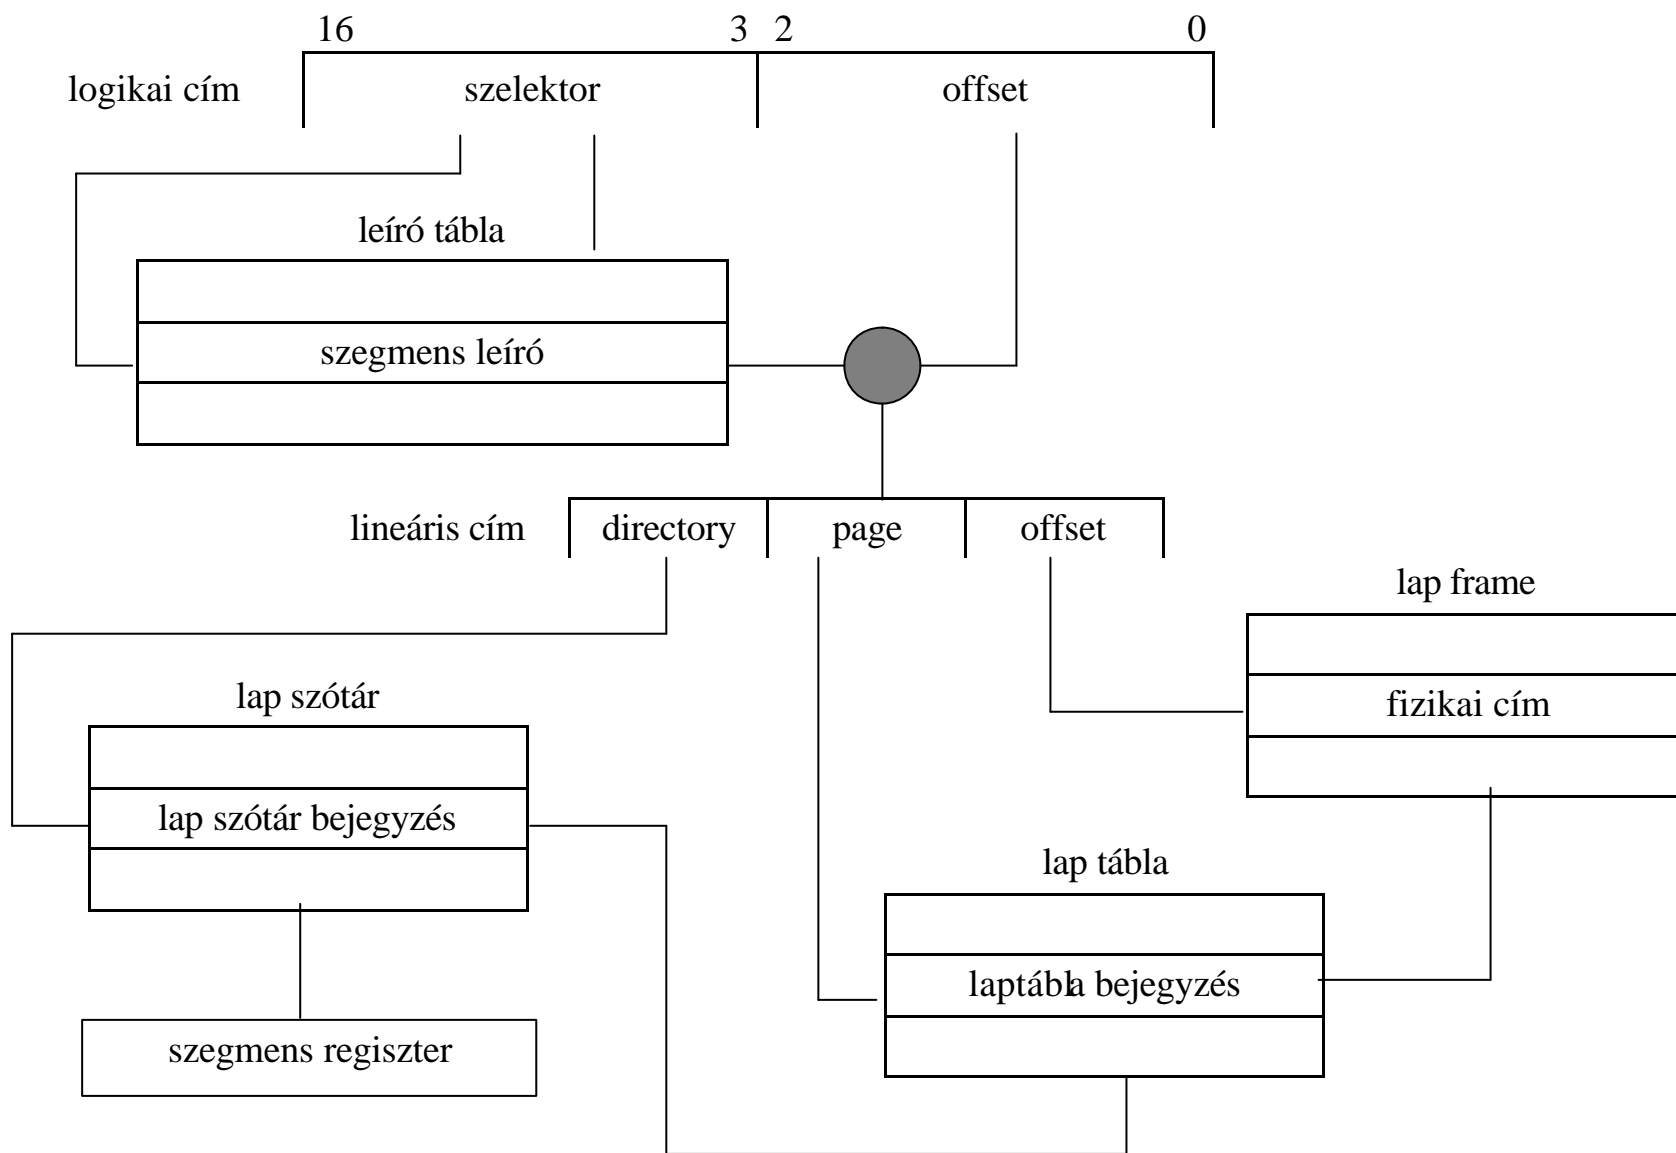 16 3 2 0
logikai cím szelektor offset
leíró tábla
szegmens leíró
lineáris cím directory page offset
lap frame
fizikai cím
lap szótár
lap szótár bejegyzés
lap tábla
laptábla bejegyzés
szegmens regiszter